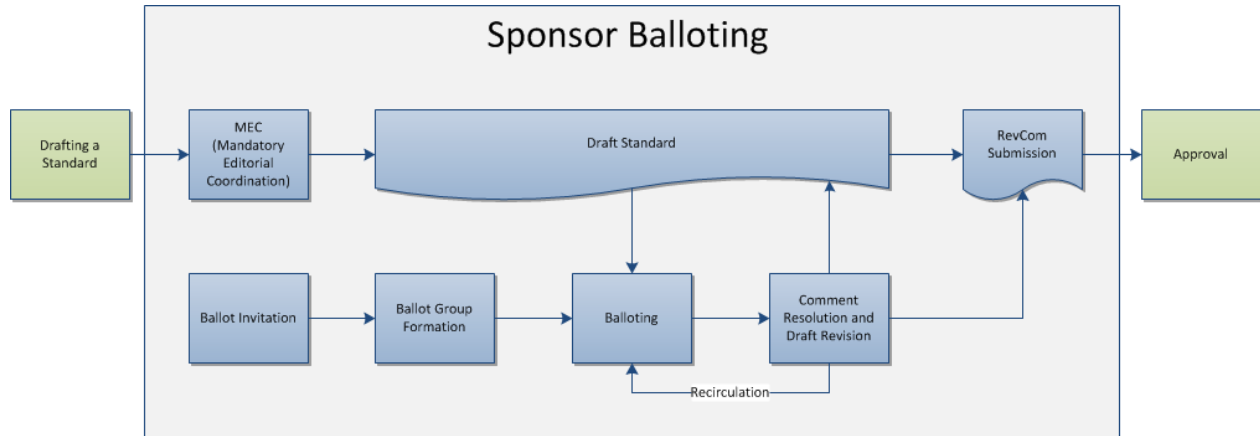 Sponsor Balloting
Drafting a
Standard
MEC
(Mandatory
Editorial
Coordination)
Draft Standard
RevCom
Submission
Approval
Ballot Invitation
Ballot Group
Formation
Balloting
Comment
Resolution and
Draft Revision
Recirculation